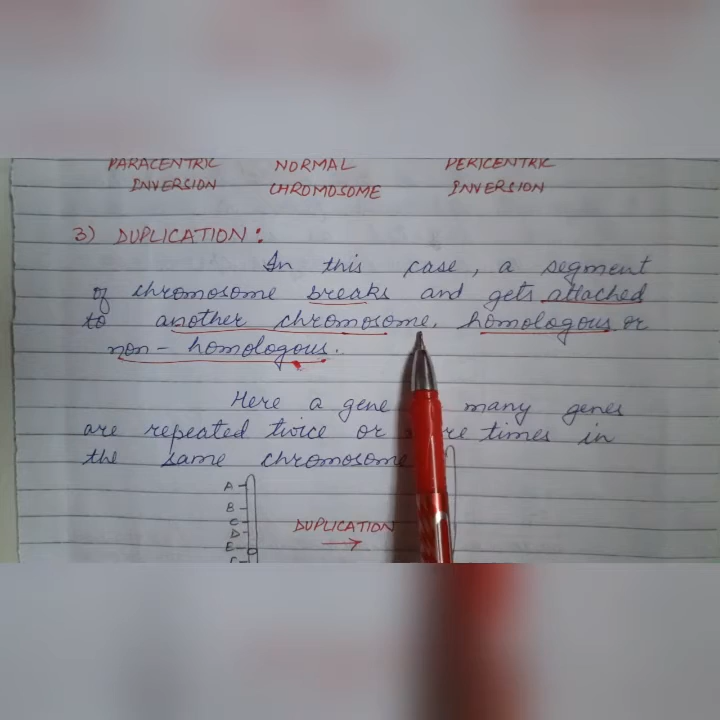 PARACENTRIC NORMAL PERICENTRIC
INVERSION CHROMOSOME INVERSION
3) DUPLICATION:
In this case, a segment
of chromosome breaks and gets attached
to another chromosome, homologous or
non-homologous.
Here a gene many genes
are repeated twice or times in
the same chromosome
A
B
C
D DUPLICATION
E